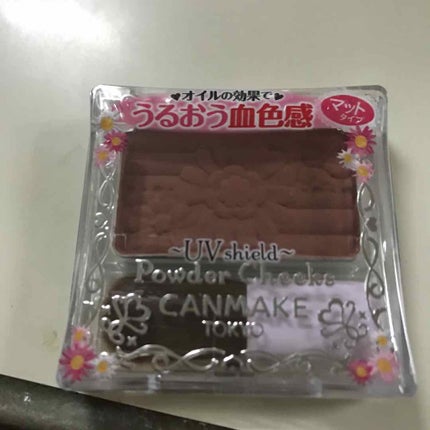 オイルの効果で
うるおう血色感
マット
タイプ
~UV shield~
Powder Cheeks
CANMAKE
TOKYO